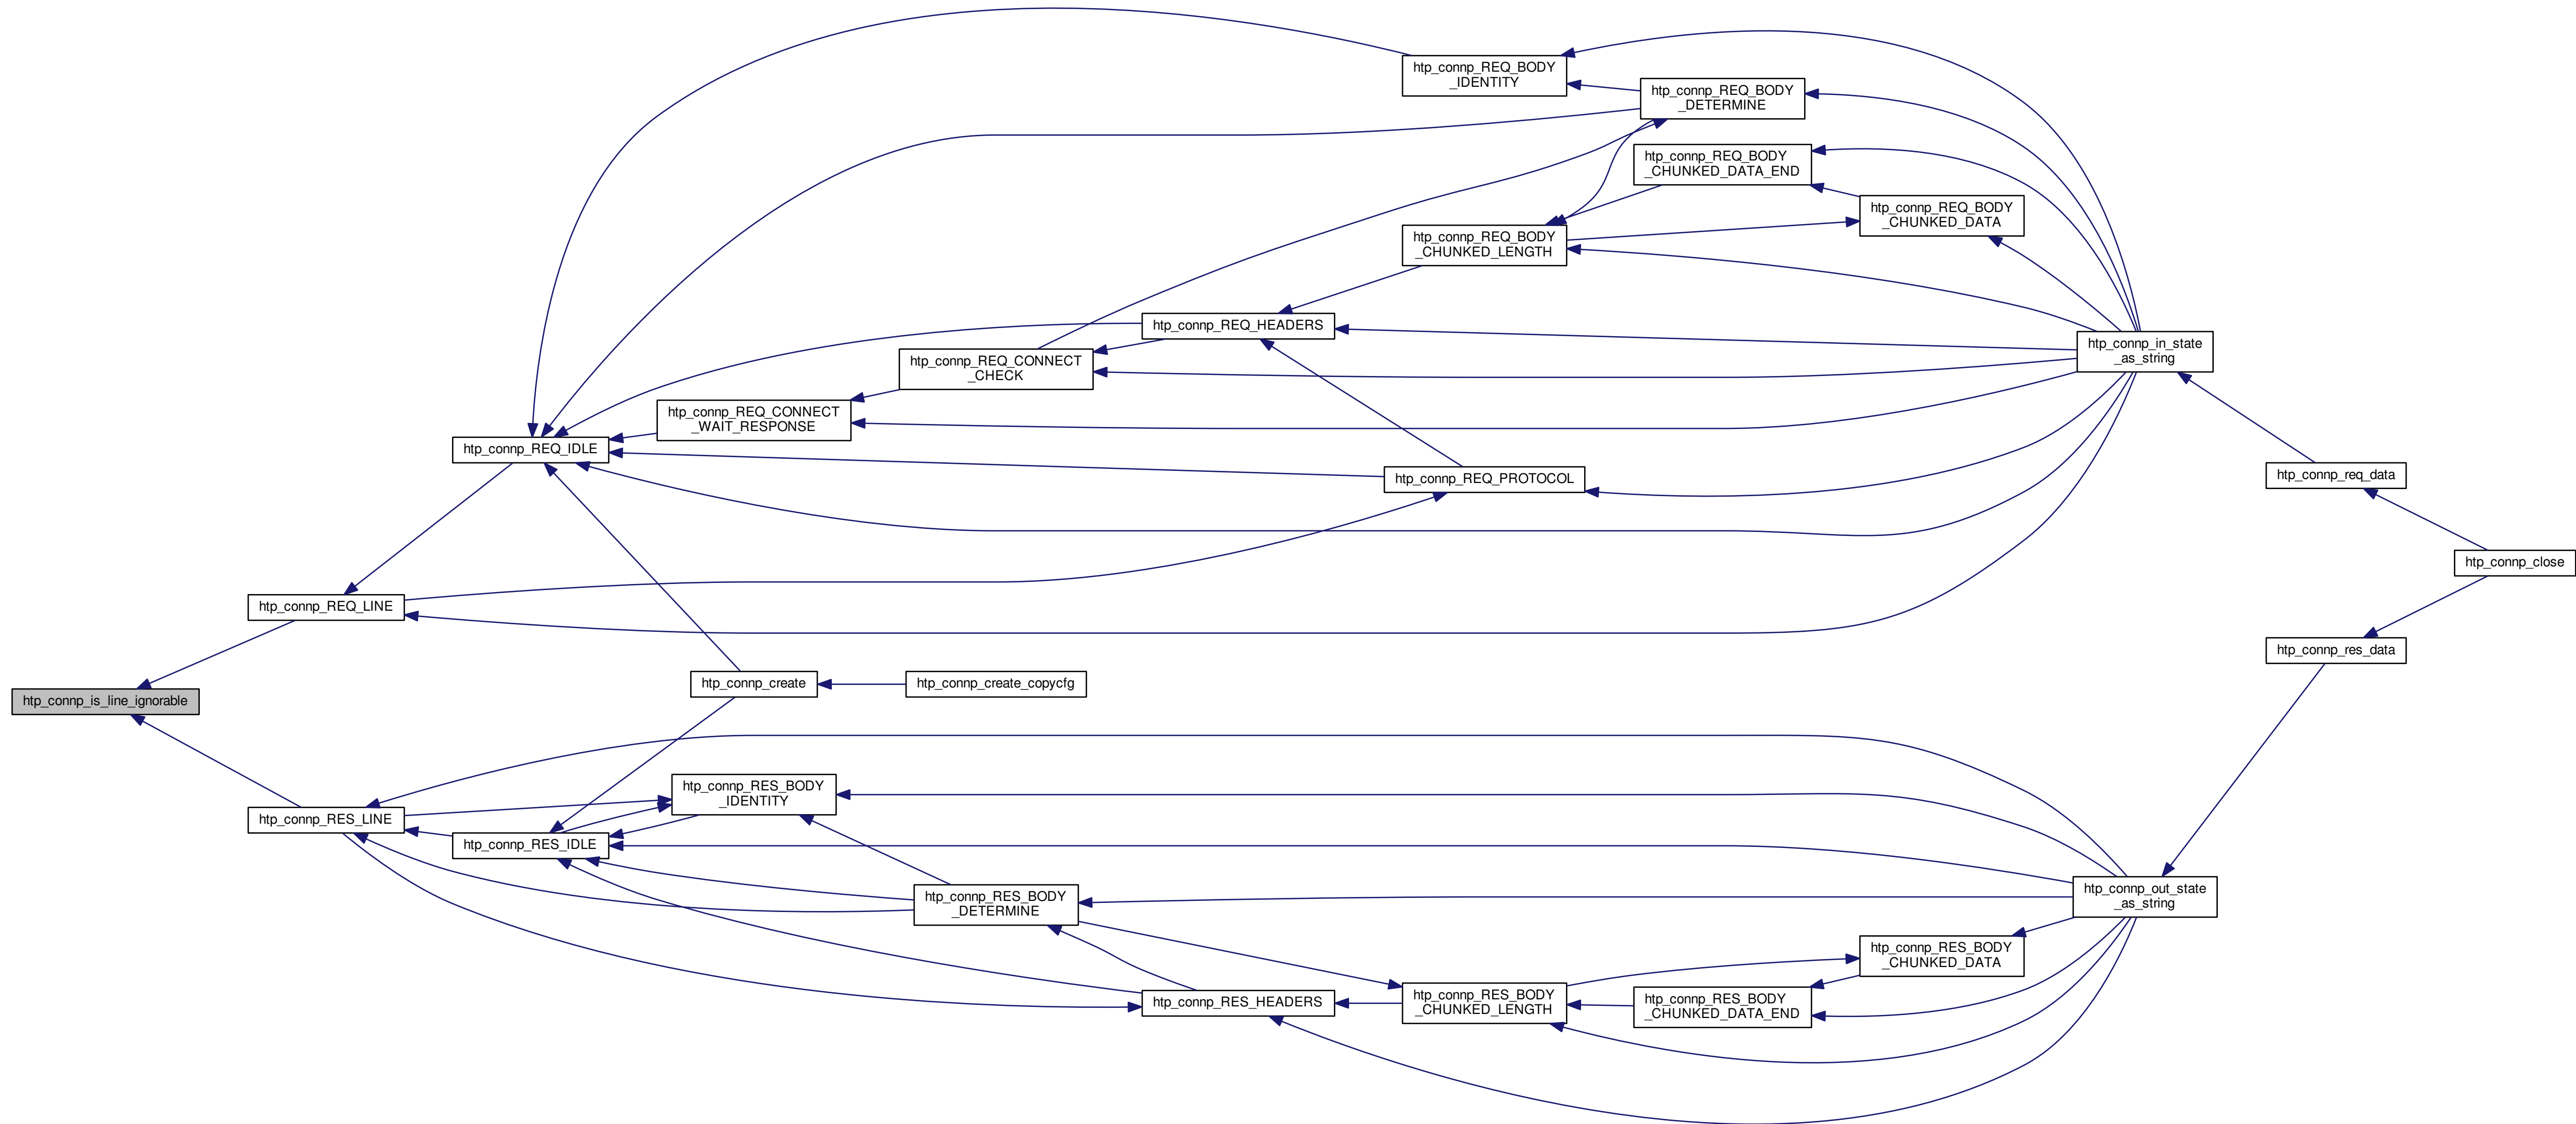 htp_connp_REQ_BODY
_IDENTITY
htp_connp_REQ_BODY
_DETERMINE
htp_connp_REQ_BODY
_CHUNKED_DATA_END
htp_connp_REQ_BODY
_CHUNKED_DATA
htp_connp_REQ_BODY
_CHUNKED_LENGTH
htp_connp_REQ_HEADERS
htp_connp_in_state
_as_string
htp_connp_REQ_CONNECT
_CHECK
htp_connp_REQ_CONNECT
_WAIT_RESPONSE
htp_connp_REQ_IDLE
htp_connp_req_data
htp_connp_REQ_PROTOCOL
htp_connp_close
htp_connp_REQ_LINE
htp_connp_res_data
htp_connp_create
htp_connp_create_copycfg
htp_connp_is_line_ignorable
htp_connp_RES_BODY
_IDENTITY
htp_connp_RES_LINE
htp_connp_RES_IDLE
htp_connp_out_state
_as_string
htp_connp_RES_BODY
_DETERMINE
htp_connp_RES_BODY
_CHUNKED_DATA
htp_connp_RES_HEADERS
htp_connp_RES_BODY
_CHUNKED_LENGTH
htp_connp_RES_BODY
_CHUNKED_DATA_END